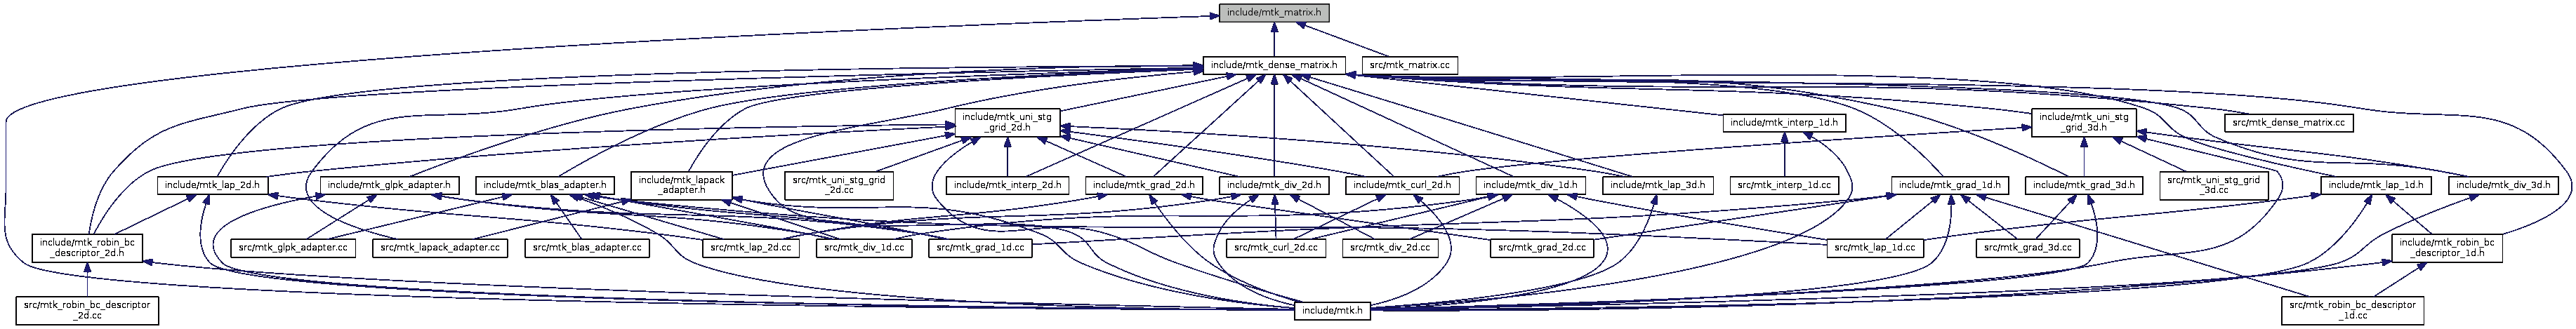 include/mtk_matrix.h
include/mtk_dense_matrix.h
src/mtk_matrix.cc
include/mtk_uni_stg
_grid_2d.h
include/mtk_interp_1d.h
include/mtk_uni_stg
_grid_3d.h
src/mtk_dense_matrix.cc
include/mtk_lap_2d.h
include/mtk_glpk_adapter.h
include/mtk_blas_adapter.h
include/mtk_lapack
_adapter.h
src/mtk_uni_stg_grid
_2d.cc
include/mtk_interp_2d.h
include/mtk_grad_2d.h
include/mtk_div_2d.h
include/mtk_curl_2d.h
include/mtk_div_1d.h
include/mtk_lap_3d.h
src/mtk_interp_1d.cc
include/mtk_grad_1d.h
include/mtk_grad_3d.h
src/mtk_uni_stg_grid
_3d.cc
include/mtk_lap_1d.h
include/mtk_div_3d.h
include/mtk_robin_bc
_descriptor_2d.h
src/mtk_glpk_adapter.cc
src/mtk_lapack_adapter.cc
src/mtk_blas_adapter.cc
src/mtk_lap_2d.cc
src/mtk_div_1d.cc
src/mtk_grad_1d.cc
src/mtk_curl_2d.cc
src/mtk_div_2d.cc
src/mtk_grad_2d.cc
src/mtk_lap_1d.cc
src/mtk_grad_3d.cc
include/mtk_robin_bc
_descriptor_1d.h
src/mtk_robin_bc_descriptor
_2d.cc
include/mtk.h
src/mtk_robin_bc_descriptor
_1d.cc